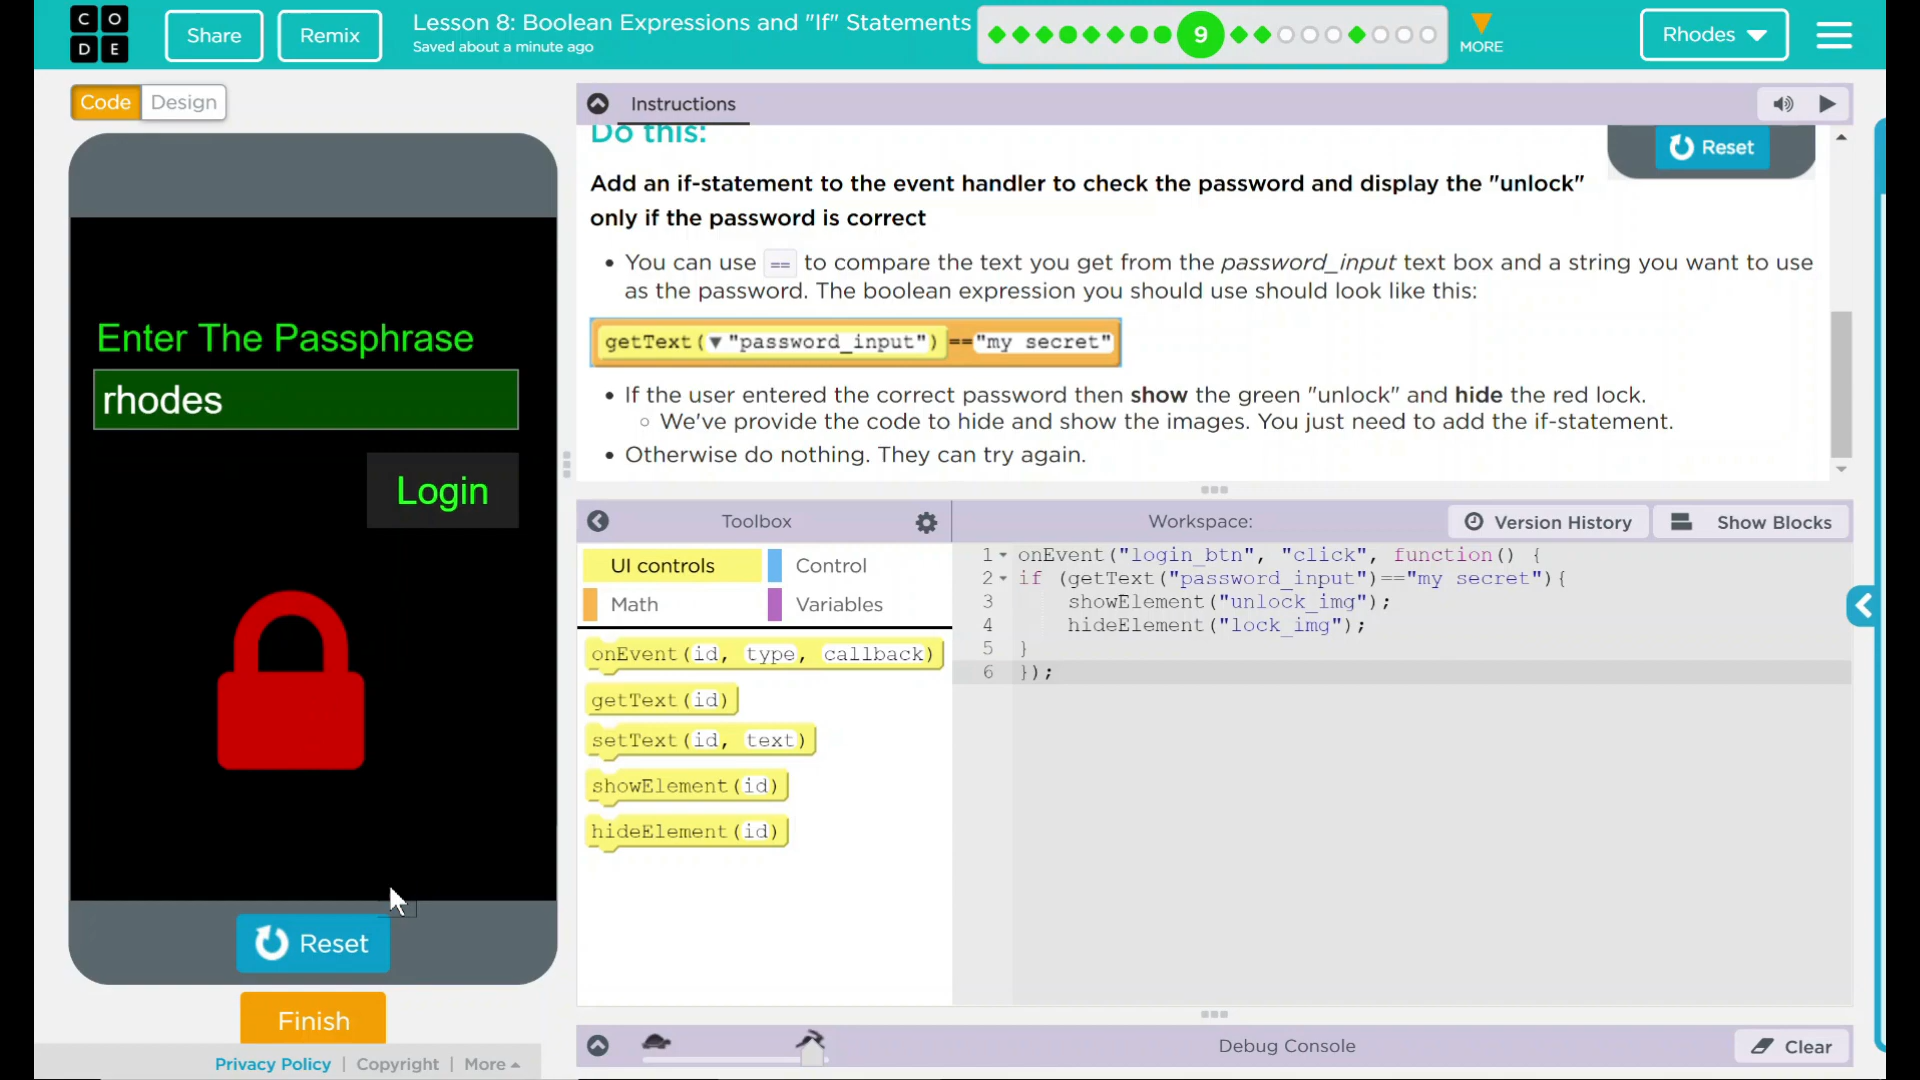 C O
D E
Share
Remix
Lesson 8: Boolean Expressions and "If" Statements
Saved about a minute ago
9
MORE
Rhodes
Code
Design
Instructions
Do this:
Reset
Add an if-statement to the event handler to check the password and display the "unlock"
only if the password is correct
You can use == to compare the text you get from the password_input text box and a string you want to use
as the password. The boolean expression you should use should look like this:
getText(▼"password_input")=="my secret"
If the user entered the correct password then show the green "unlock" and hide the red lock.
We've provide the code to hide and show the images. You just need to add the if-statement.
Otherwise do nothing. They can try again.
Enter The Passphrase
rhodes
Login
Reset
Finish
Privacy Policy | Copyright | More
Toolbox
Workspace:
Version History
Show Blocks
UI controls
Control
Math
Variables
onEvent(id, type, callback)
getText(id)
setText(id, text)
showElement(id)
hideElement(id)
1 onEvent("login_btn", "click", function() {
2 if (getText("password_input")=="my secret"){
3 showElement("unlock_img");
4 hideElement("lock_img");
5 }
6 });
Debug Console
Clear